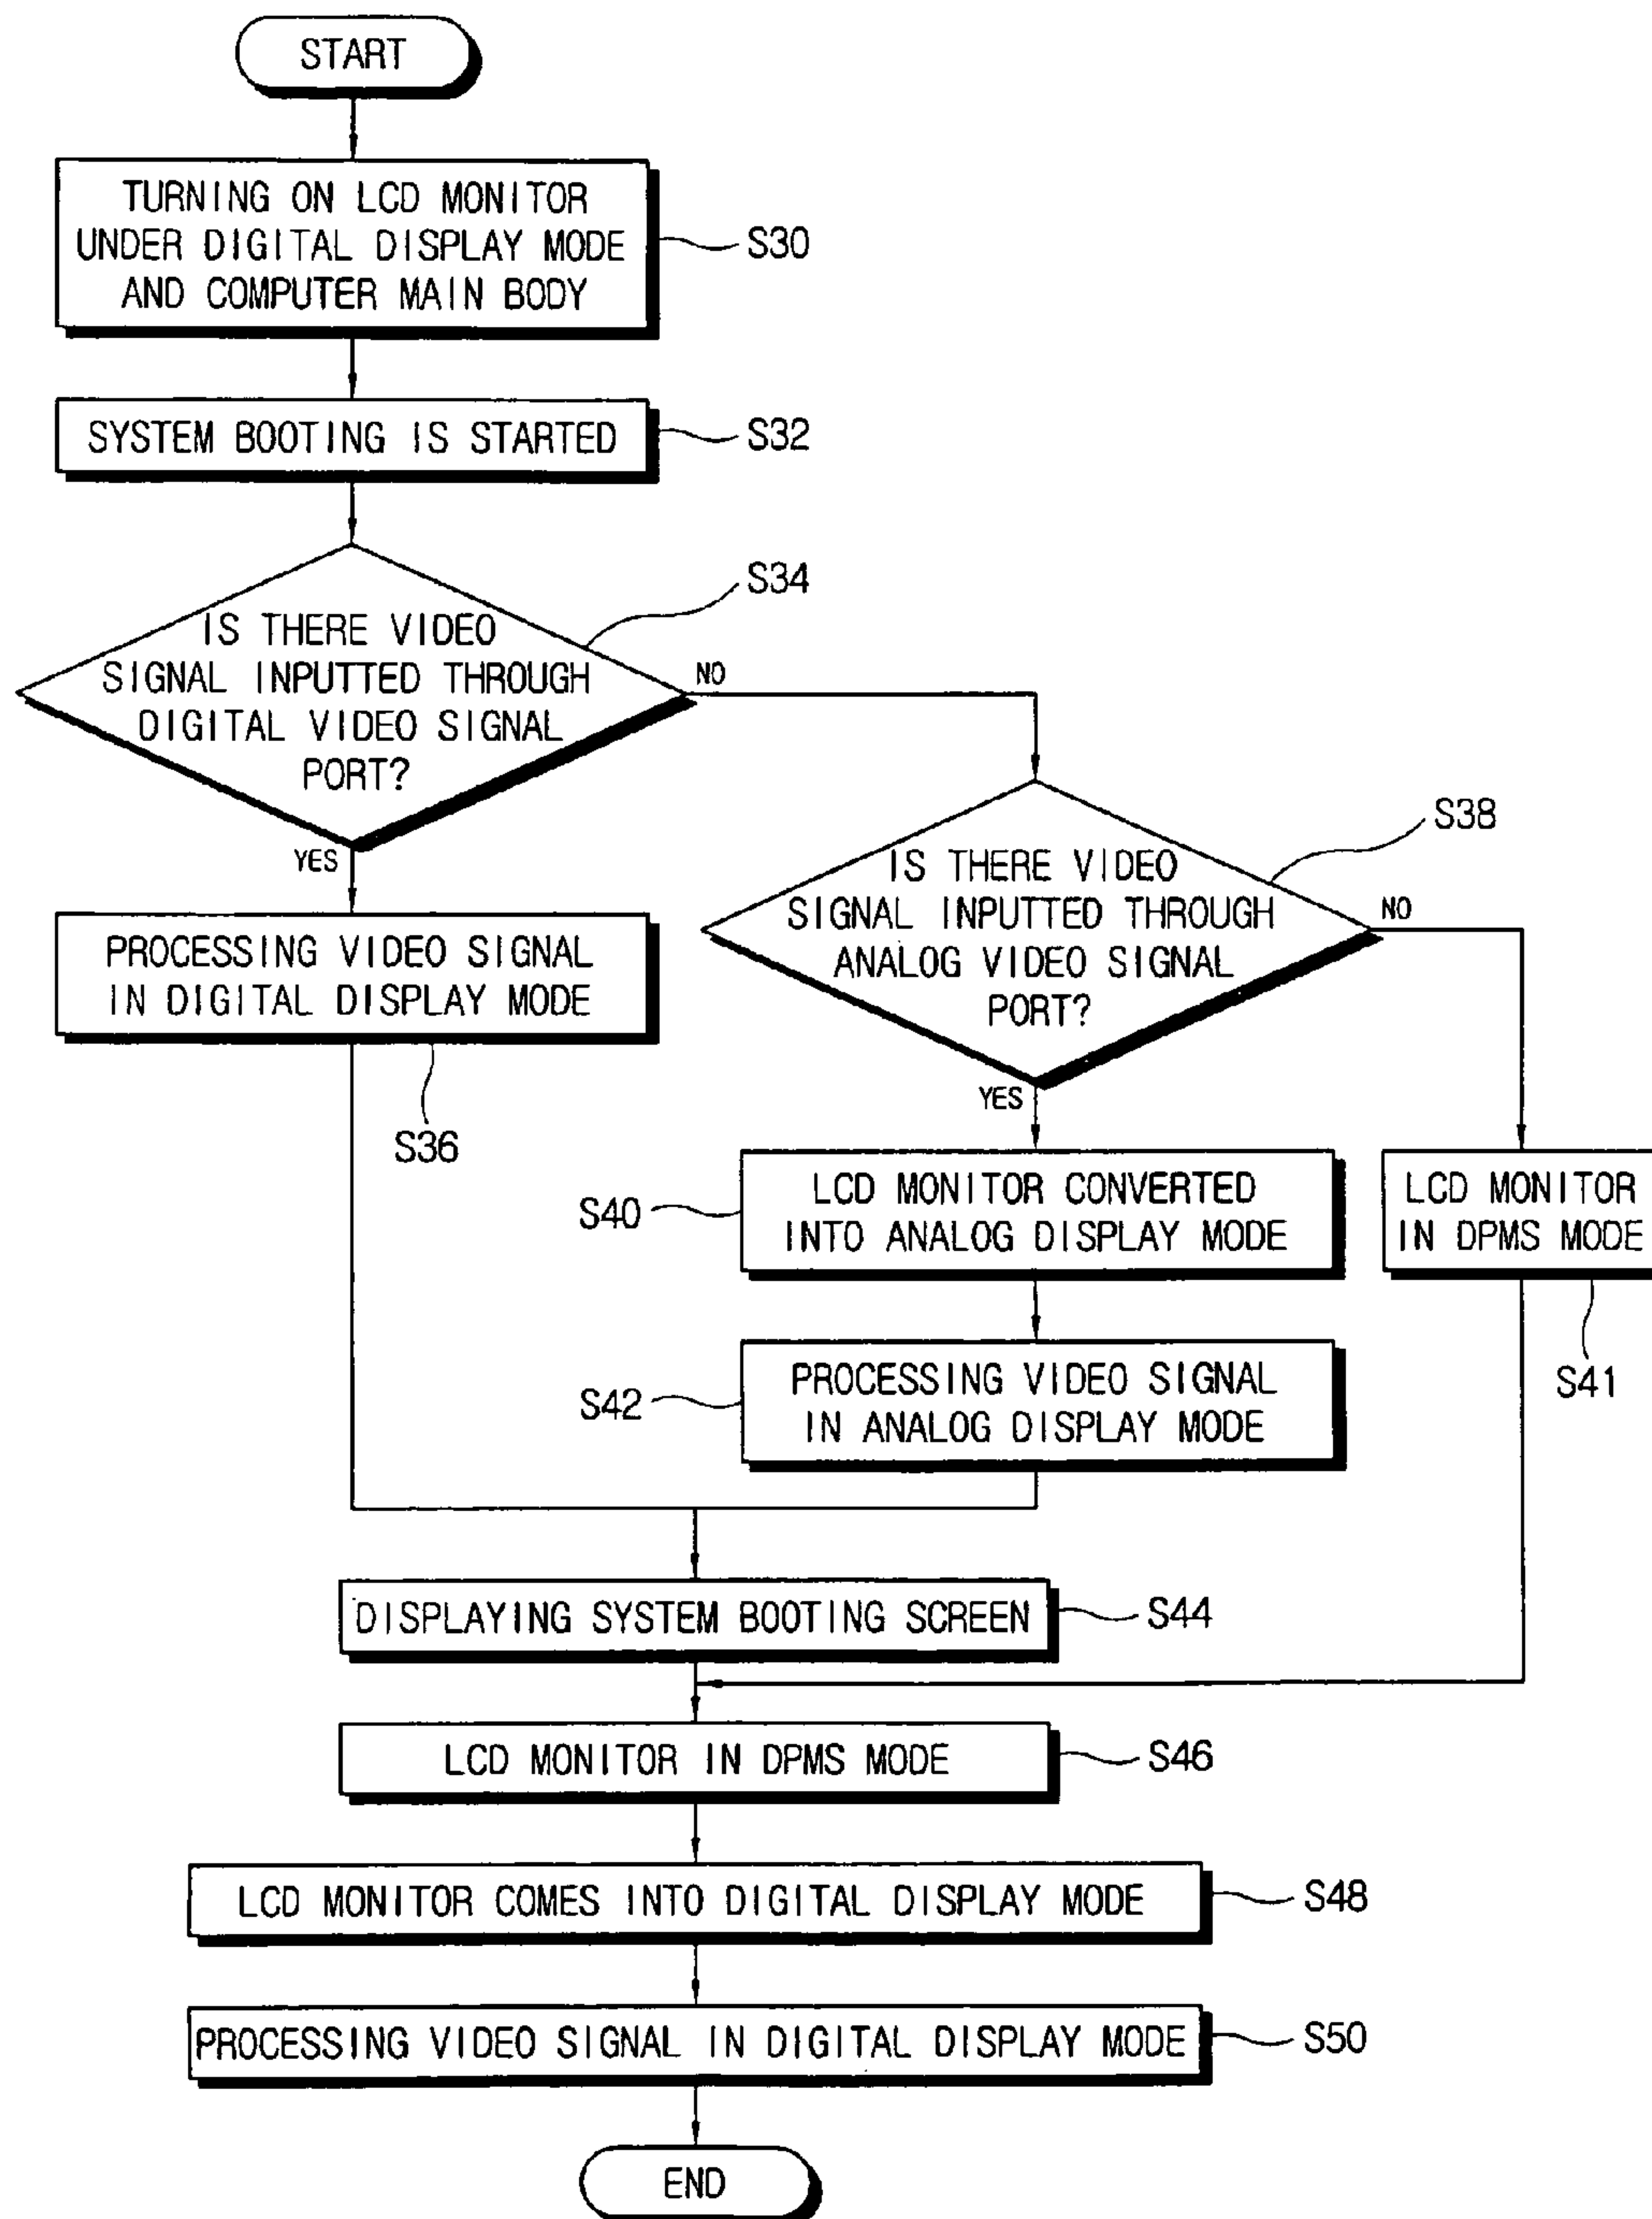 START
TURNING ON LCD MONITOR
UNDER DIGITAL DISPLAY MODE
AND COMPUTER MAIN BODY
S30
SYSTEM BOOTING IS STARTED
S32
S34
IS THERE VIDEO
SIGNAL INPUTTED THROUGH
DIGITAL VIDEO SIGNAL
PORT?
NO
YES
S38
IS THERE VIDEO
SIGNAL INPUTTED THROUGH
ANALOG VIDEO SIGNAL
PORT?
NO
YES
PROCESSING VIDEO SIGNAL
IN DIGITAL DISPLAY MODE
S36
S40
LCD MONITOR CONVERTED
INTO ANALOG DISPLAY MODE
LCD MONITOR
IN DPMS MODE
S41
S42
PROCESSING VIDEO SIGNAL
IN ANALOG DISPLAY MODE
DISPLAYING SYSTEM BOOTING SCREEN
S44
LCD MONITOR IN DPMS MODE
S46
LCD MONITOR COMES INTO DIGITAL DISPLAY MODE
S48
PROCESSING VIDEO SIGNAL IN DIGITAL DISPLAY MODE
S50
END